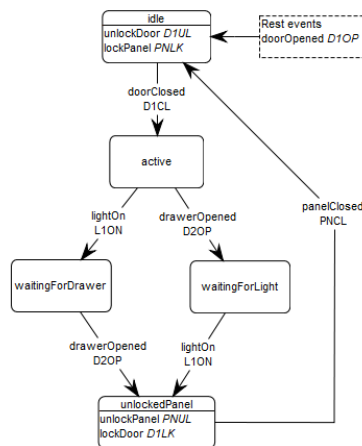 idle
unlockDoor D1UL
lockPanel PNLK
Rest events
doorOpened D1OP
doorClosed
D1CL
active
lightOn
L1ON
drawerOpened
D2OP
panelClosed
PNCL
waitingForDrawer
waitingForLight
drawerOpened
D2OP
lightOn
L1ON
unlockedPanel
unlockPanel PNUL
lockDoor D1LK